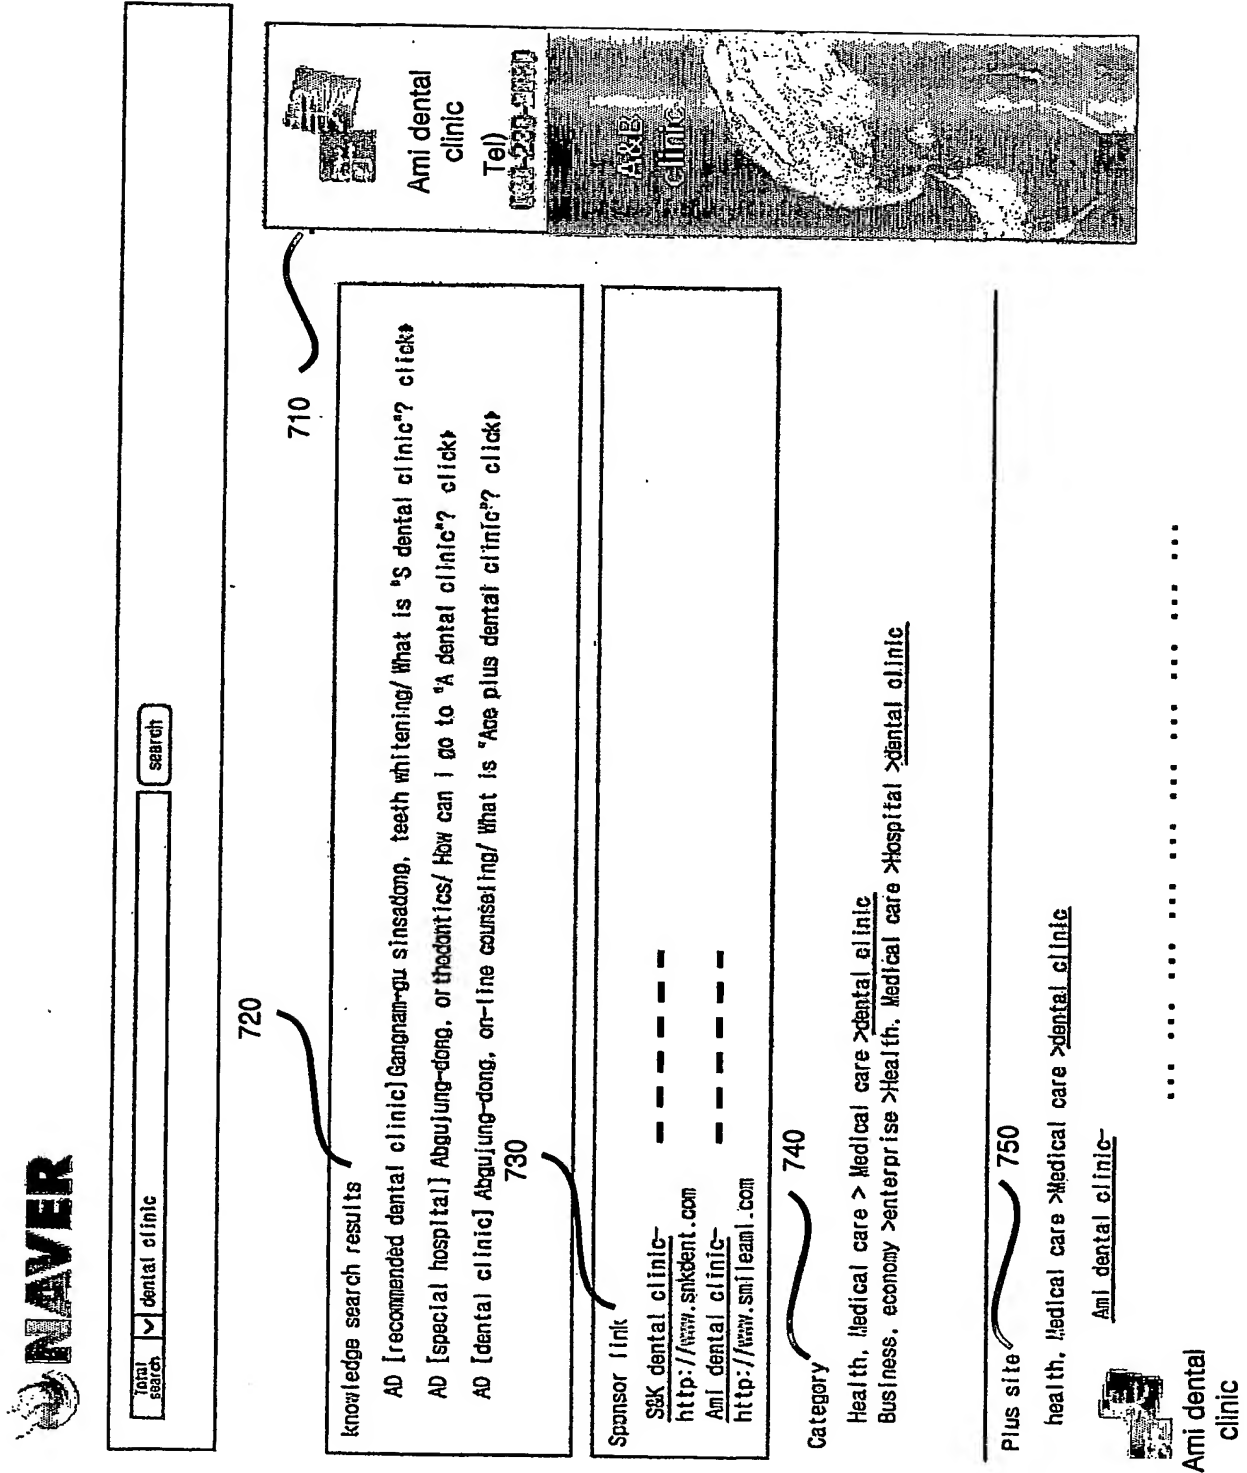 NAVER
Total search
dental clinic
search
710
Ami dental
clinic
Tel)
A&B
clinic
720
knowledge search results
AD [recommended dental clinic] Gangnam-gu sinsadong, teeth whitening/ What is "S dental clinic"? click
AD [special hospital] Abgujung-dong, orthodontics/ How can I go to "A dental clinic"? click
AD [dental clinic] Abgujung-dong, on-line counseling/ What is "Ace plus dental clinic"? click
730
Sponsor link
S&K dental clinic-
http://www.snkdent.com
Ami dental clinic-
http://www.smileami.com
740
Category
Health, Medical care > Medical care >dental clinic
Business, economy >enterprise >Health, Medical care >Hospital >dental clinic
750
Plus site
health, Medical care >Medical care >dental clinic
Ami dental clinic-
... ... ... ... ... ... ... ...
Ami dental
clinic